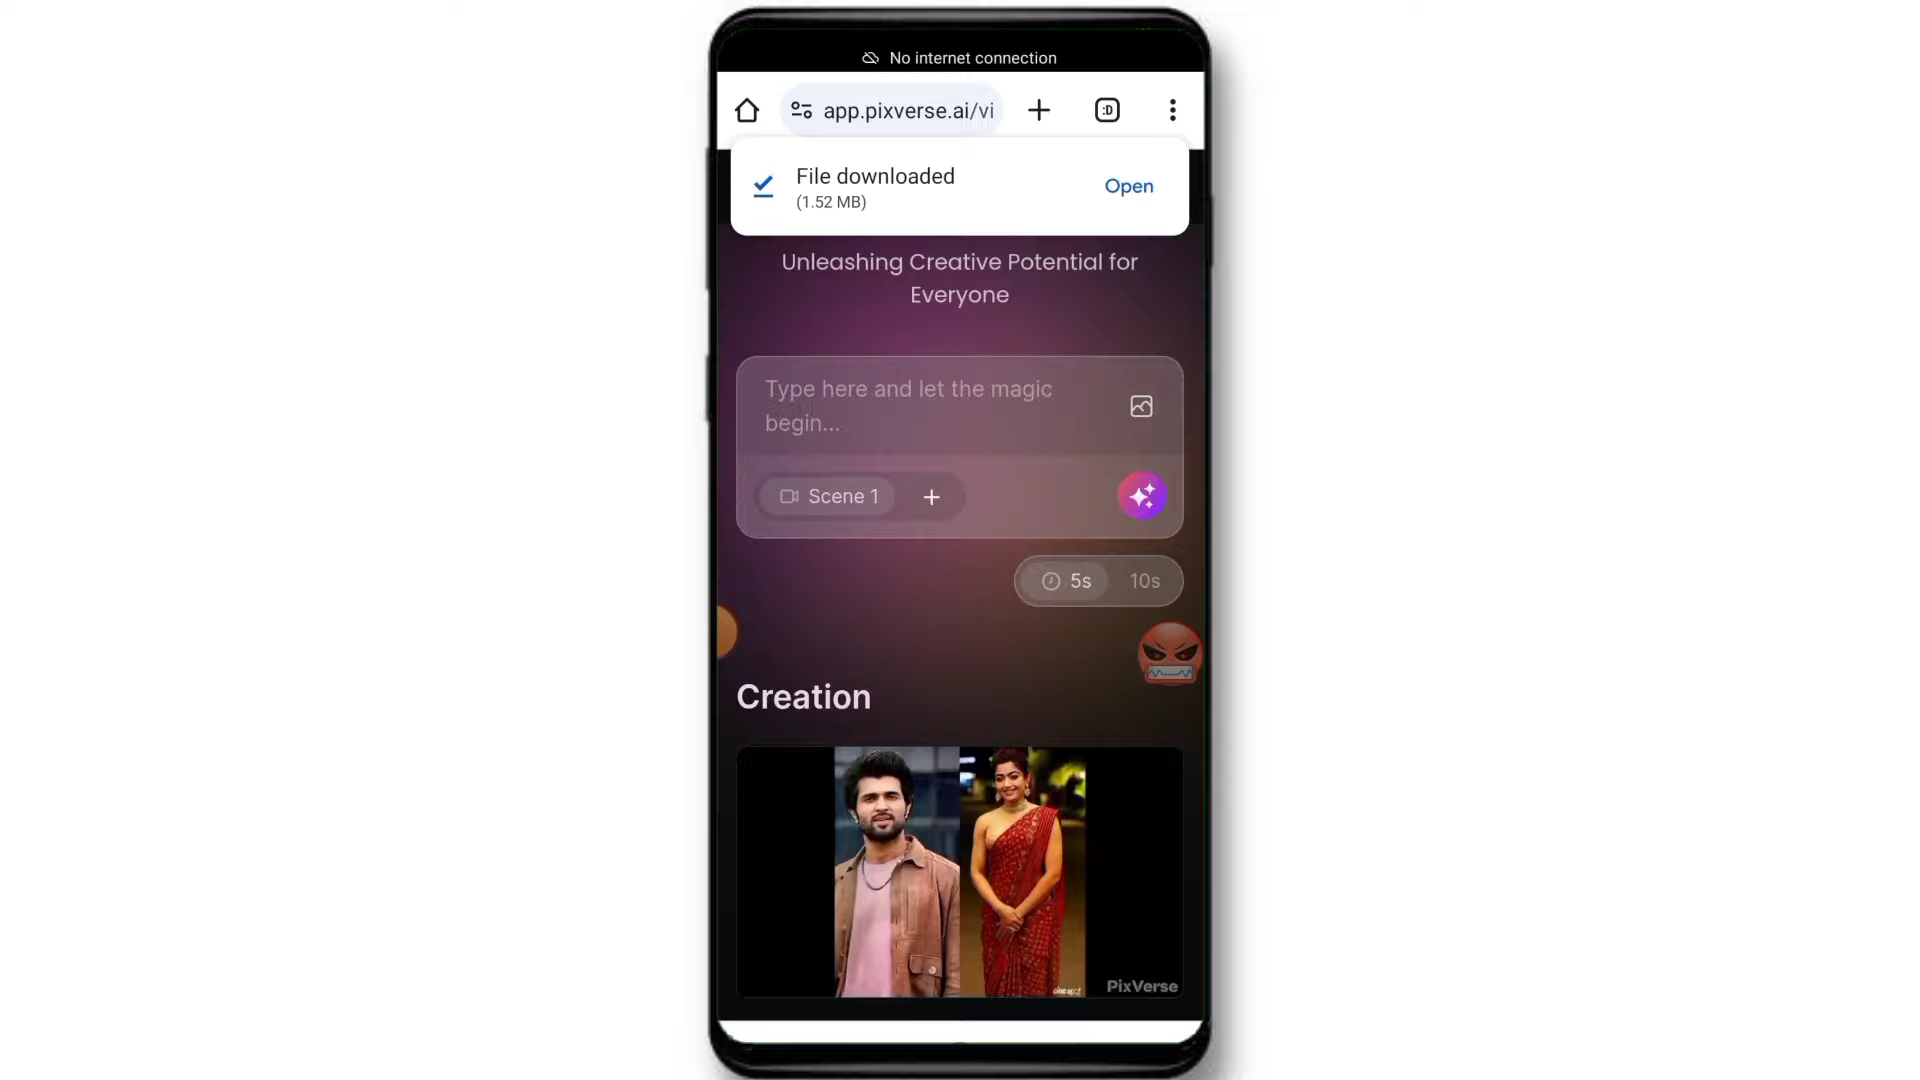 No internet connection
app.pixverse.ai/vi
:D
File downloaded
Open
(1.52 MB)
Unleashing Creative Potential for
Everyone
Type here and let the magic
begin...
Scene 1
5s 10s
Creation
PixVerse